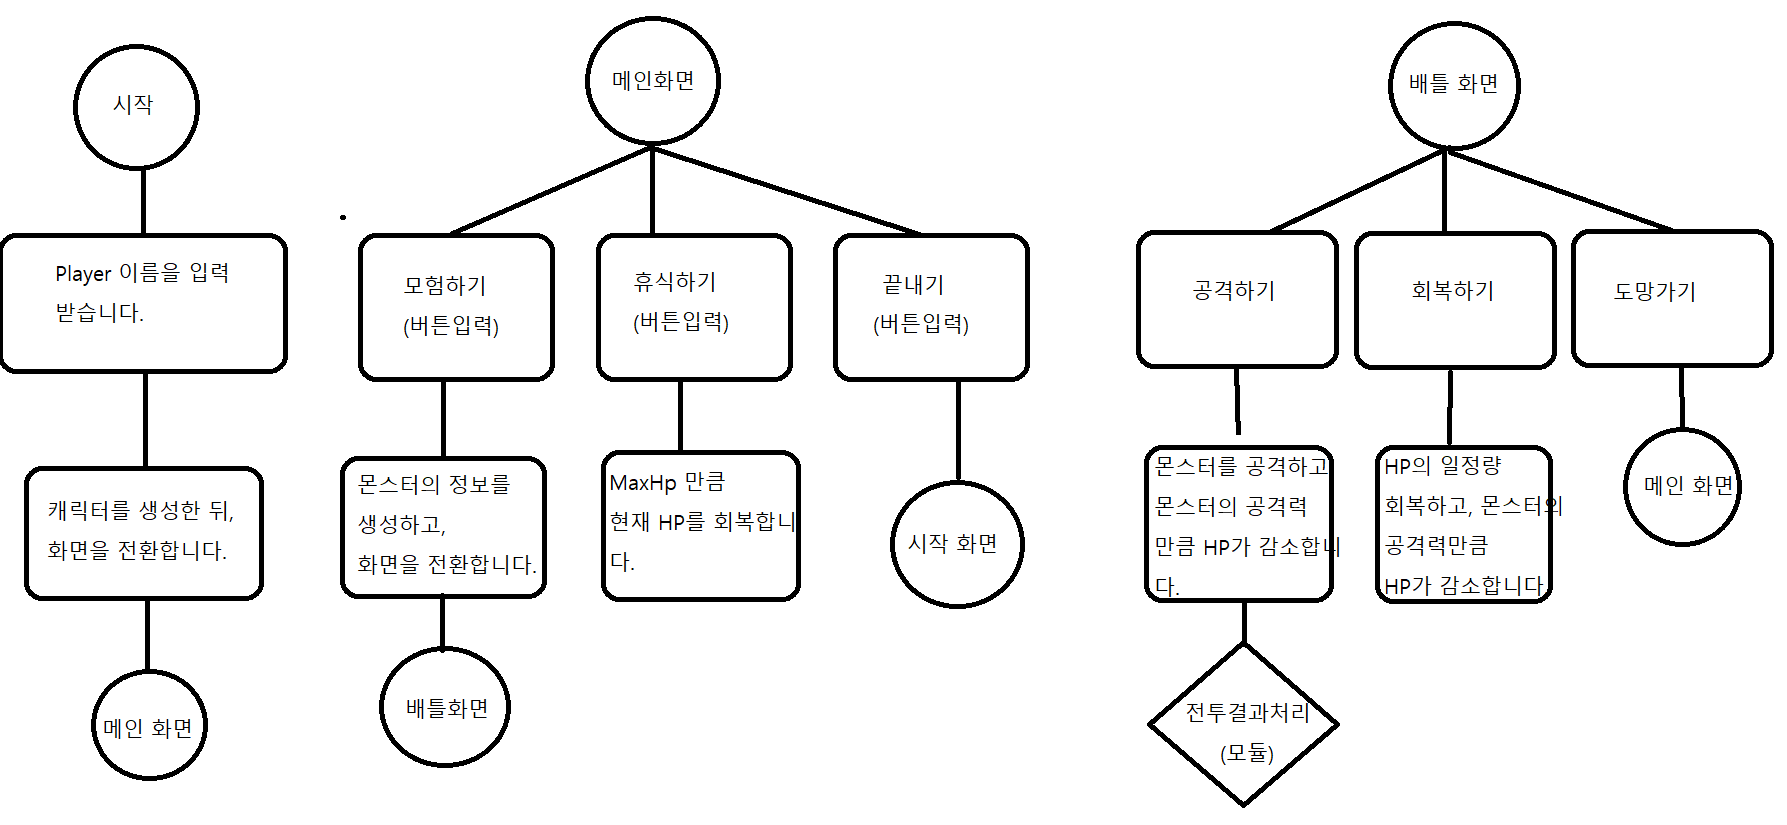 시작
Player 이름을 입력
받습니다.
캐릭터를 생성한 뒤,
화면을 전환합니다.
메인 화면
메인화면
모험하기
(버튼입력)
휴식하기
(버튼입력)
끝내기
(버튼입력)
몬스터의 정보를
생성하고,
화면을 전환합니다.
MaxHp 만큼
현재 HP를 회복합니
다.
시작 화면
배틀화면
배틀 화면
공격하기
회복하기
도망가기
몬스터를 공격하고
몬스터의 공격력
만큼 HP가 감소합니
다.
HP의 일정량
회복하고, 몬스터의
공격력만큼
HP가 감소합니다
메인 화면
전투결과처리
(모듈)